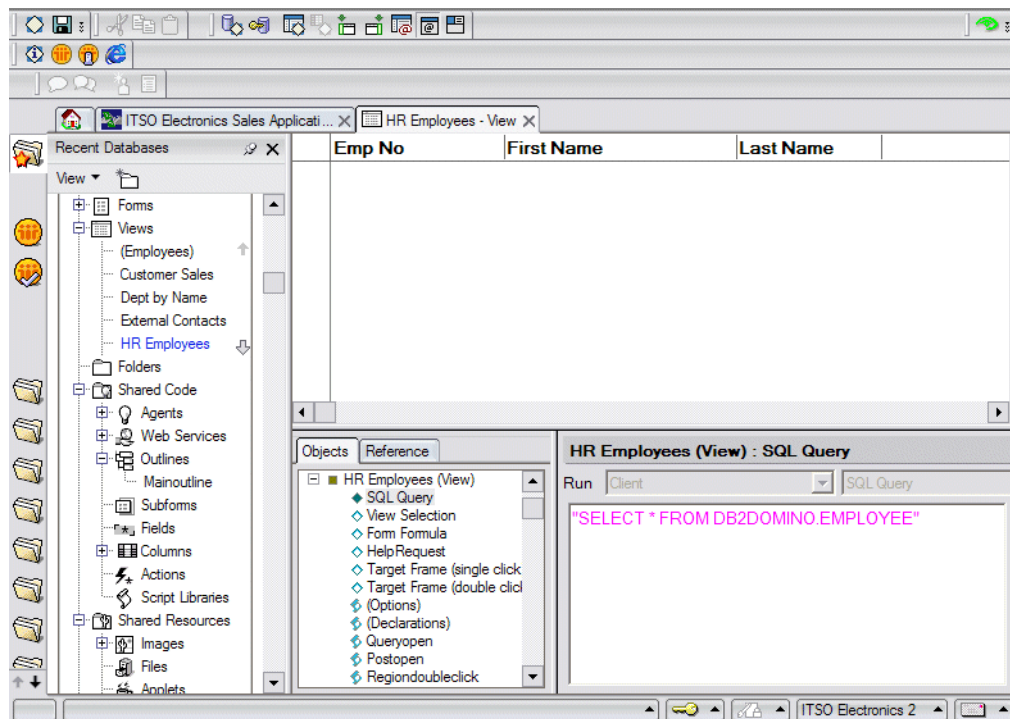 ITSO Electronics Sales Applicati...
HR Employees - View
Recent Databases
View
Forms
Views
(Employees)
Customer Sales
Dept by Name
External Contacts
HR Employees
Folders
Shared Code
Agents
Web Services
Outlines
Mainoutline
Subforms
Fields
Columns
Actions
Script Libraries
Shared Resources
Images
Files
Applets
Emp No First Name Last Name
Objects Reference
HR Employees (View)
SQL Query
View Selection
Form Formula
HelpRequest
Target Frame (single click
Target Frame (double clicl
(Options)
(Declarations)
Queryopen
Postopen
Regiondoubleclick
HR Employees (View) : SQL Query
Run Client SQL Query
"SELECT * FROM DB2DOMINO.EMPLOYEE"
ITSO Electronics 2